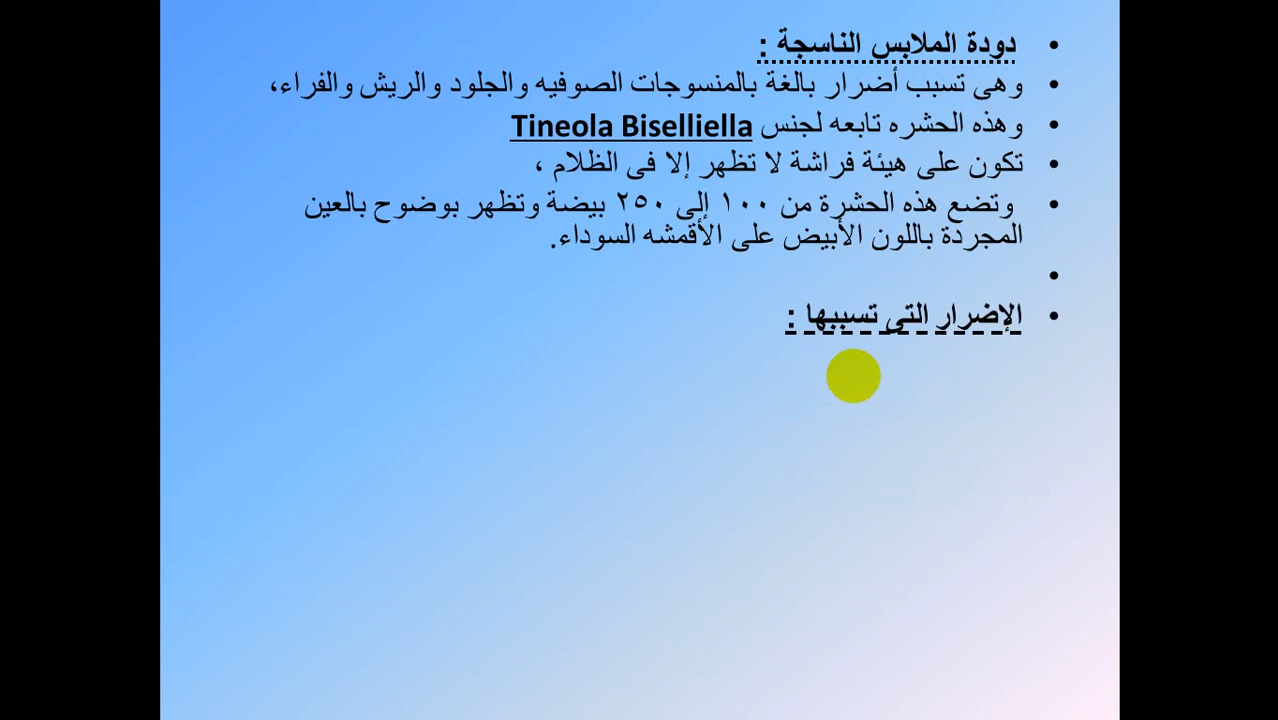 • دودة الملابس الناسجة :
• وهى تسبب أضرار بالغة بالمنسوجات الصوفيه والجلود والريش والفراء،
• وهذه الحشره تابعه لجنس Tineola Biselliella
• تكون على هيئة فراشة لا تظهر إلا فى الظلام ،
• وتضع هذه الحشرة من ١٠٠ إلى ٢٥٠ بيضة وتظهر بوضوح بالعين
المجردة باللون الأبيض على الأقمشه السوداء.
•
• الإضرار التى تسببها :